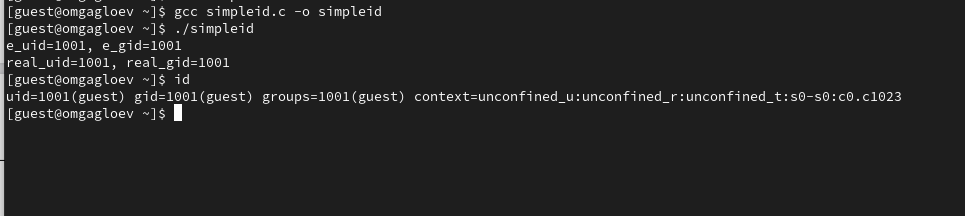 [guest@omgagloev ~]$ gcc simpleid.c -o simpleid
[guest@omgagloev ~]$ ./simpleid
e_uid=1001, e_gid=1001
real_uid=1001, real_gid=1001
[guest@omgagloev ~]$ id
uid=1001(guest) gid=1001(guest) groups=1001(guest) context=unconfined_u:unconfined_r:unconfined_t:s0-s0:c0.c1023
[guest@omgagloev ~]$